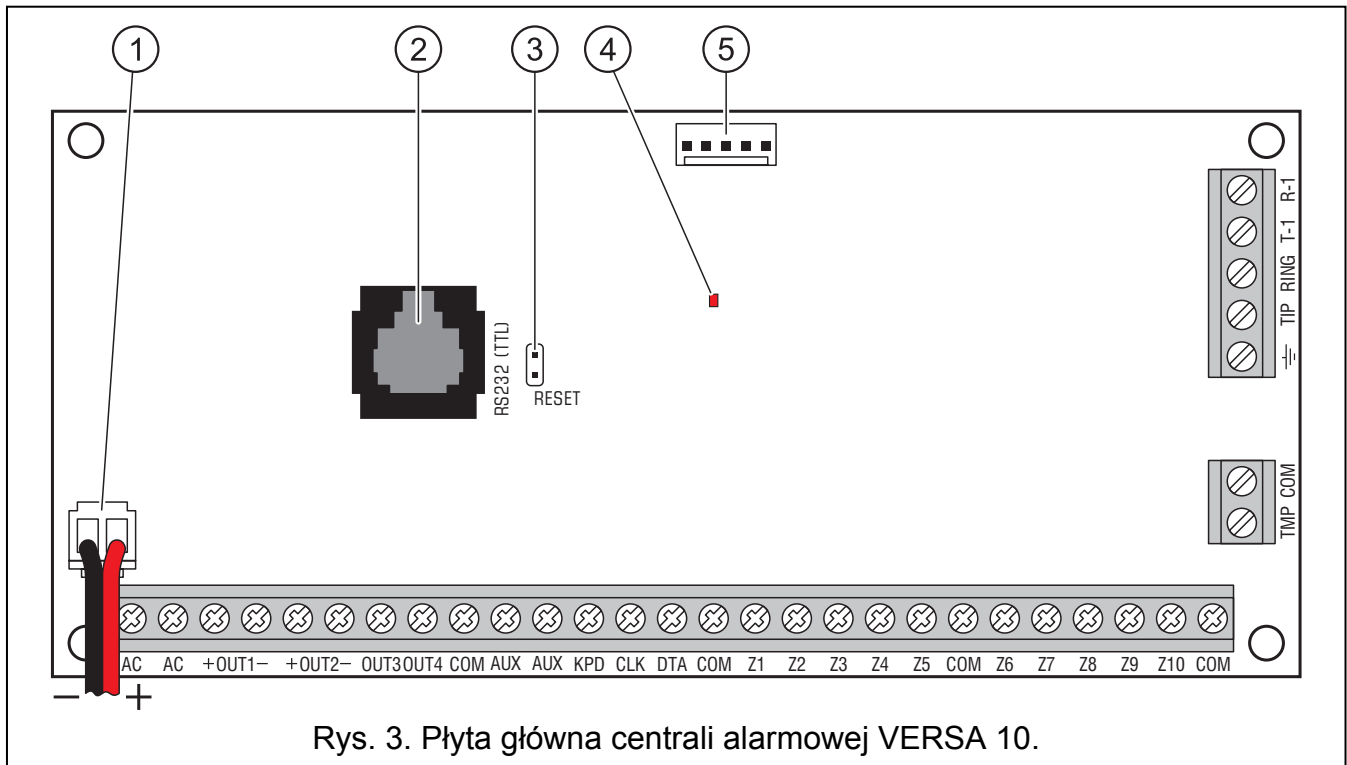 1 2 3 4 5
R-1
T-1
RING
TIP
RS232 (TTL)
RESET
COM
TMP
AC AC +OUT1− +OUT2− OUT3 OUT4 COM AUX AUX KPD CLK DTA COM Z1 Z2 Z3 Z4 Z5 COM Z6 Z7 Z8 Z9 Z10 COM
− +
Rys. 3. Płyta główna centrali alarmowej VERSA 10.